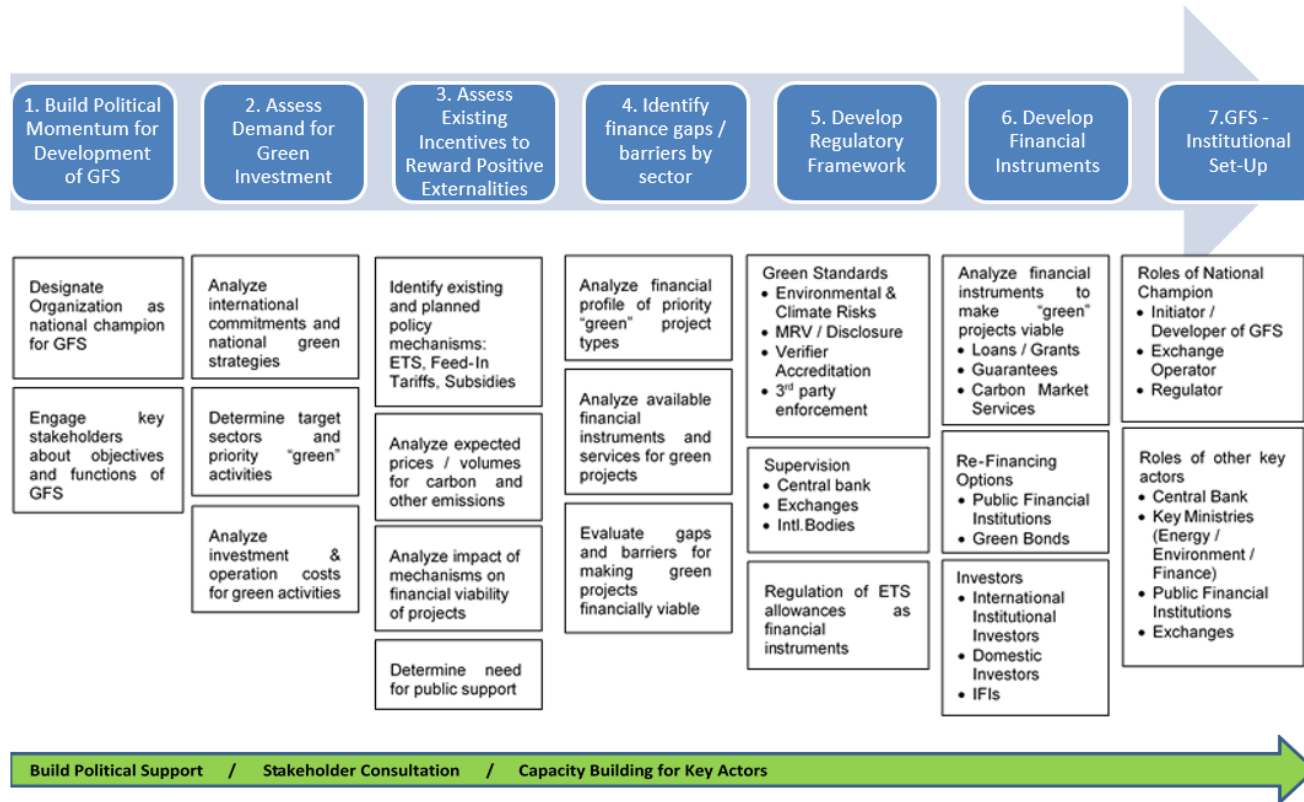 1. Build Political
Momentum for
Development
of GFS
2. Assess
Demand for
Green
Investment
3. Assess
Existing
Incentives to
Reward Positive
Externalities
4. Identify
finance gaps /
barriers by
sector
5. Develop
Regulatory
Framework
6. Develop
Financial
Instruments
7.GFS -
Institutional
Set-Up
Designate
Organization as
national champion
for GFS
Engage key
stakeholders
about objectives
and functions of
GFS
Analyze
international
commitments and
national green
strategies
Determine target
sectors and
priority "green"
activities
Analyze
investment &
operation costs
for green activities
Identify existing
and planned
policy
mechanisms:
ETS, Feed-In
Tariffs, Subsidies
Analyze expected
prices / volumes
for carbon and
other emissions
Analyze impact of
mechanisms on
financial viability
of projects
Determine need
for public support
Analyze financial
profile of priority
"green" project
types
Analyze available
financial
instruments and
services for green
projects
Evaluate gaps
and barriers for
making green
projects
financially viable
Green Standards
• Environmental &
Climate Risks
• MRV / Disclosure
• Verifier
Accreditation
• 3rd party
enforcement
Supervision
• Central bank
• Exchanges
• Intl. Bodies
Regulation of ETS
allowances as
financial
instruments
Analyze financial
instruments to
make "green"
projects viable
• Loans / Grants
• Guarantees
• Carbon Market
Services
Re-Financing
Options
• Public Financial
Institutions
• Green Bonds
Investors
• International
Institutional
Investors
• Domestic
Investors
• IFIs
Roles of National
Champion
• Initiator /
Developer of GFS
• Exchange
Operator
• Regulator
Roles of other key
actors
• Central Bank
• Key Ministries
(Energy /
Environment /
Finance)
• Public Financial
Institutions
• Exchanges
Build Political Support / Stakeholder Consultation / Capacity Building for Key Actors